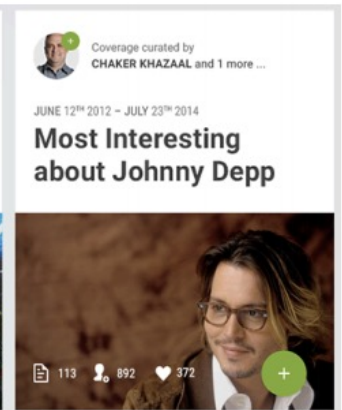 Coverage curated by
CHAKER KHAZAAL and 1 more ...
JUNE 12TH 2012 – JULY 23TH 2014
Most Interesting
about Johnny Depp
113 892 372